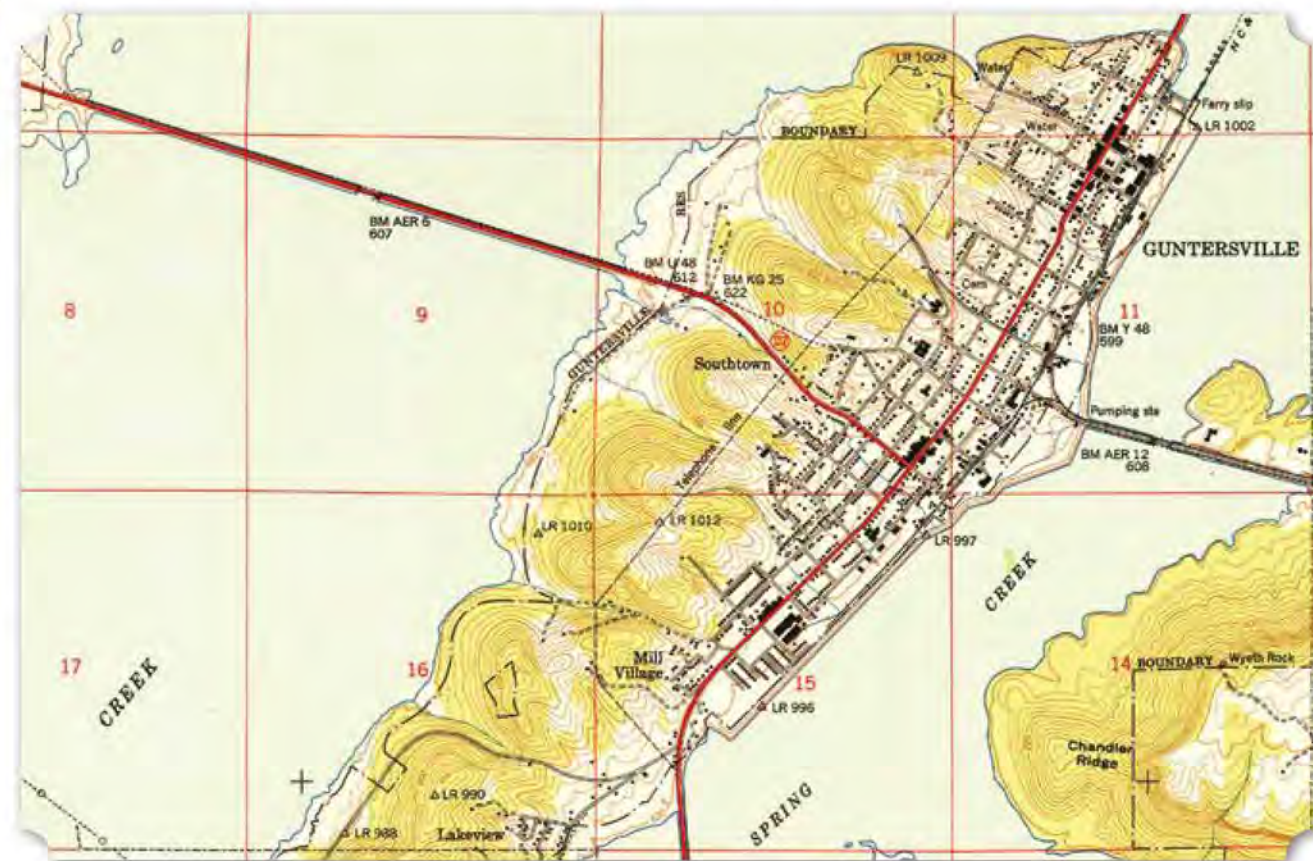 LR 1009
Water
N C &
Ferry slip
LR 1002
BOUNDARY
Water
BM AER 6
607
RES
GUNTERSVILLE
BM U 48
612
BM KG 25
622
Cem
8
9
10
11
GUNTERSVILLE
BM Y 48
599
Southtown
Pumping sta
Telephone line
BM AER 12
608
LR 1010
LR 1012
LR 997
CREEK
17
CREEK
16
Mill
Village
15
14
BOUNDARY
Wyeth Rock
LR 996
Chandler
Ridge
LR 990
LR 988
Lakeview
SPRING